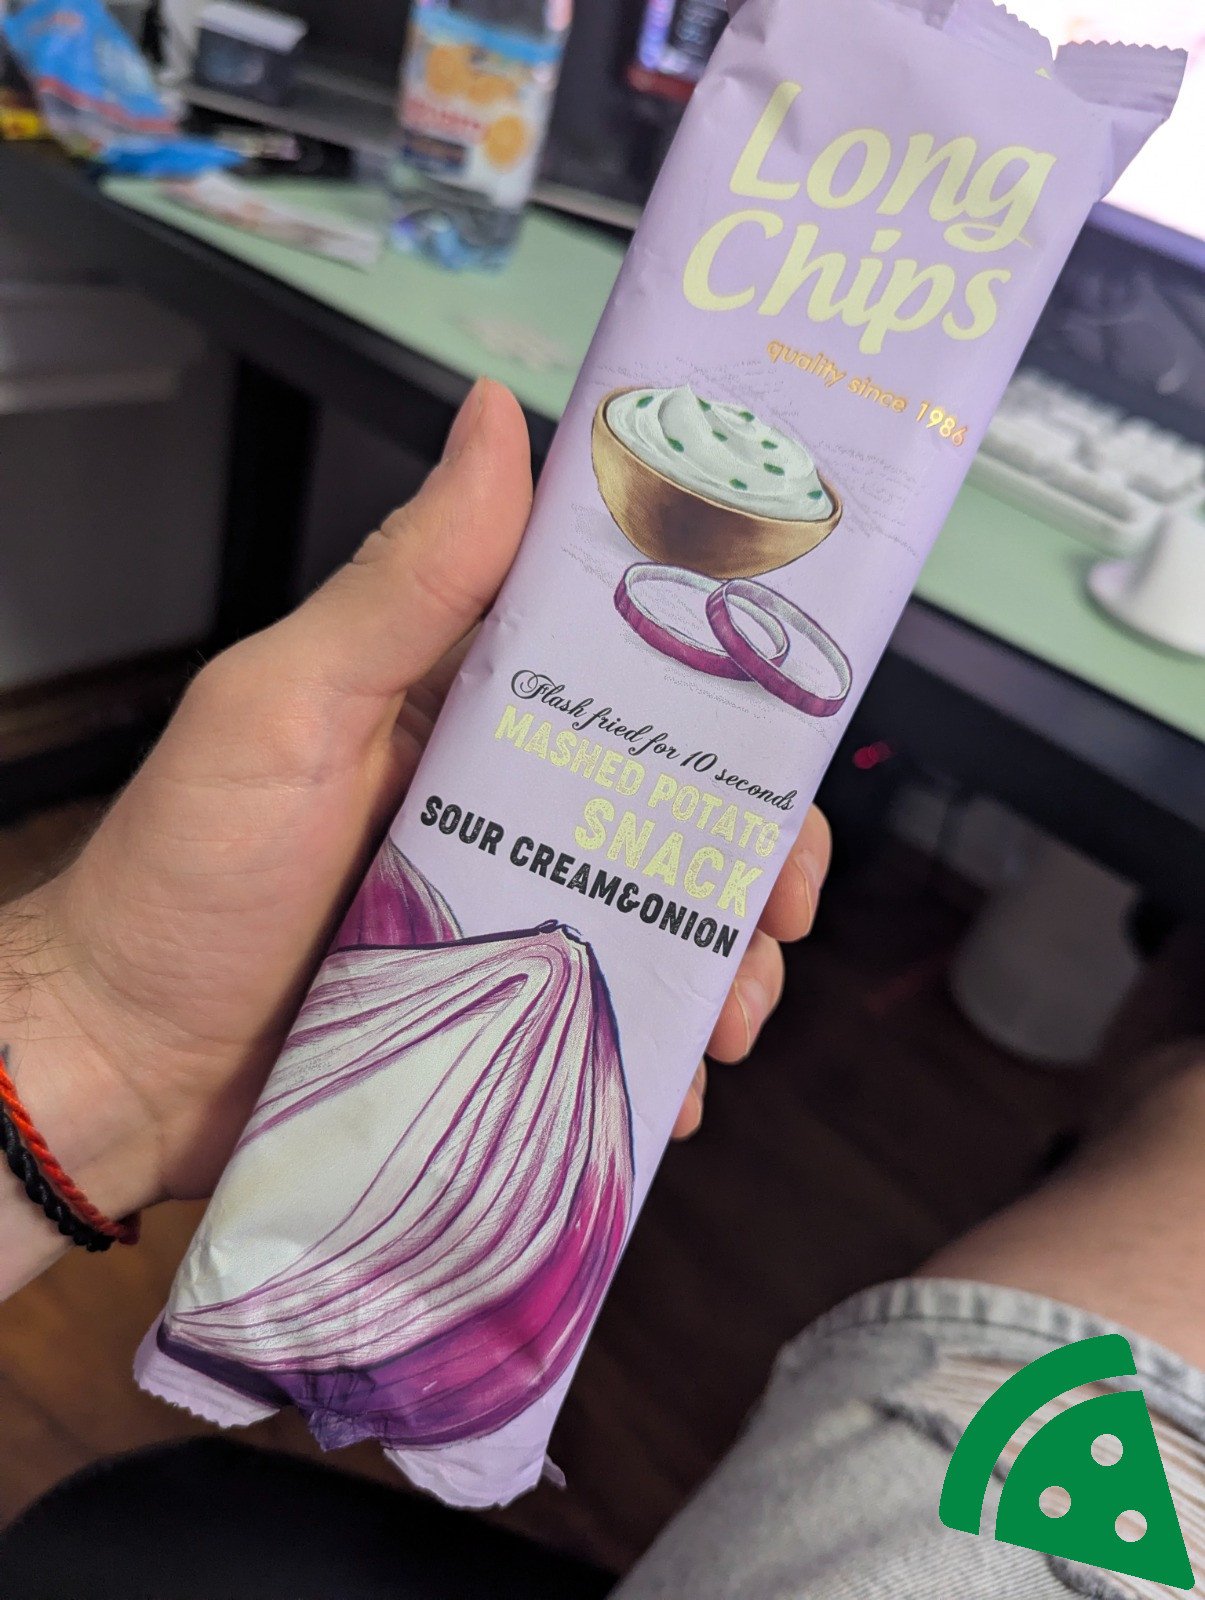 Long
Chips
quality since 1986
Flash fried for 10 seconds
MASHED POTATO
SNACK
SOUR CREAM&ONION